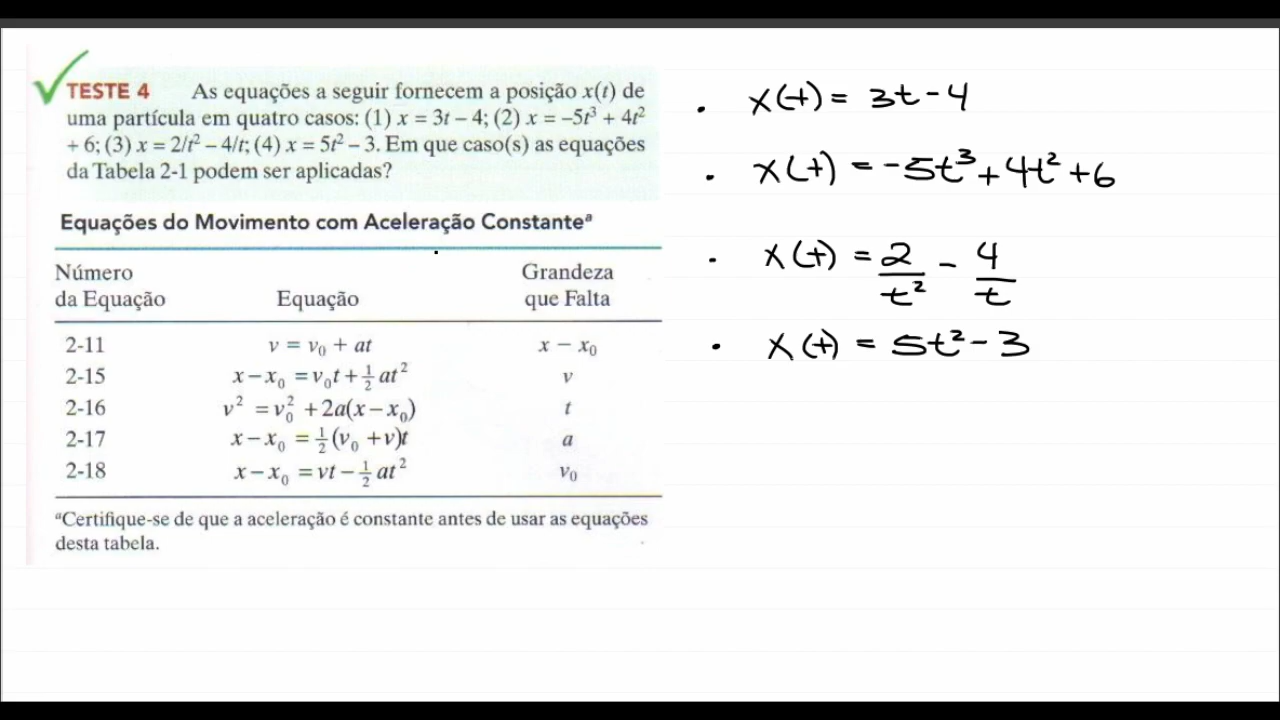 TESTE 4 As equações a seguir fornecem a posição x(t) de
uma partícula em quatro casos: (1) x = 3t – 4; (2) x = –5t³ + 4t²
+ 6; (3) x = 2/t² – 4/t; (4) x = 5t² – 3. Em que caso(s) as equações
da Tabela 2-1 podem ser aplicadas?
Equações do Movimento com Aceleração Constanteᵃ
Número
da Equação Equação Grandeza
que Falta
2-11 v = v₀ + at x – x₀
2-15 x – x₀ = v₀t + ½ at² v
2-16 v² = v₀² + 2a(x – x₀) t
2-17 x – x₀ = ½(v₀ + v)t a
2-18 x – x₀ = vt – ½ at² v₀
ᵃCertifique-se de que a aceleração é constante antes de usar as equações
desta tabela.
• x(t) = 3t - 4
• x(t) = -5t³ + 4t² + 6
• x(t) = 2/t² - 4/t
• x(t) = 5t² - 3